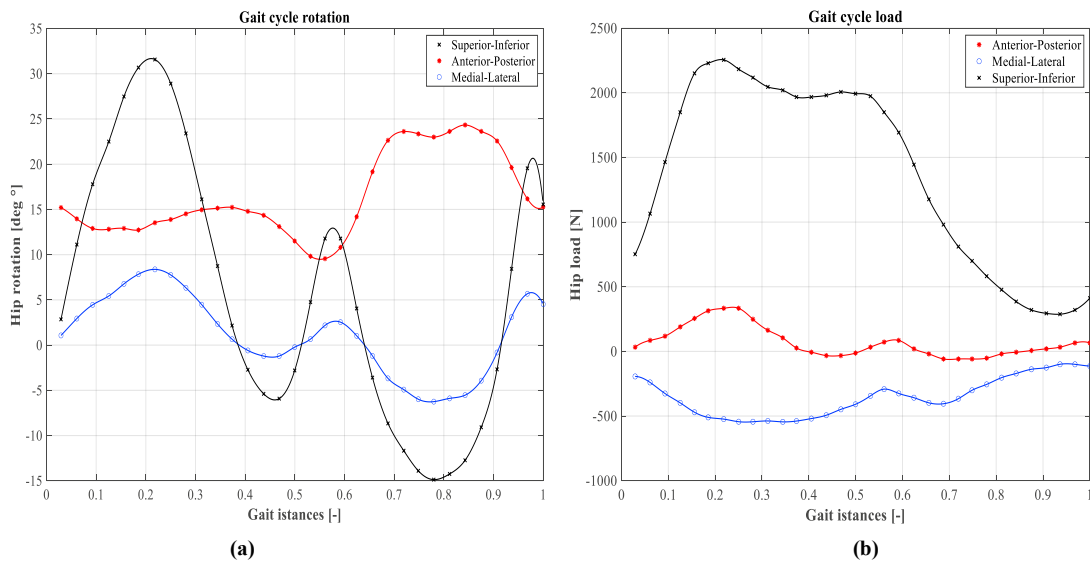 Gait cycle rotation
35
30
25
20
15
10
5
0
-5
-10
-15
Hip rotation [deg °]
Superior-Inferior
Anterior-Posterior
Medial-Lateral
0 0.1 0.2 0.3 0.4 0.5 0.6 0.7 0.8 0.9 1
Gait istances [-]
(a)
Gait cycle load
2500
2000
1500
1000
500
0
-500
-1000
Hip load [N]
Anterior-Posterior
Medial-Lateral
Superior-Inferior
0 0.1 0.2 0.3 0.4 0.5 0.6 0.7 0.8 0.9 1
Gait istances [-]
(b)